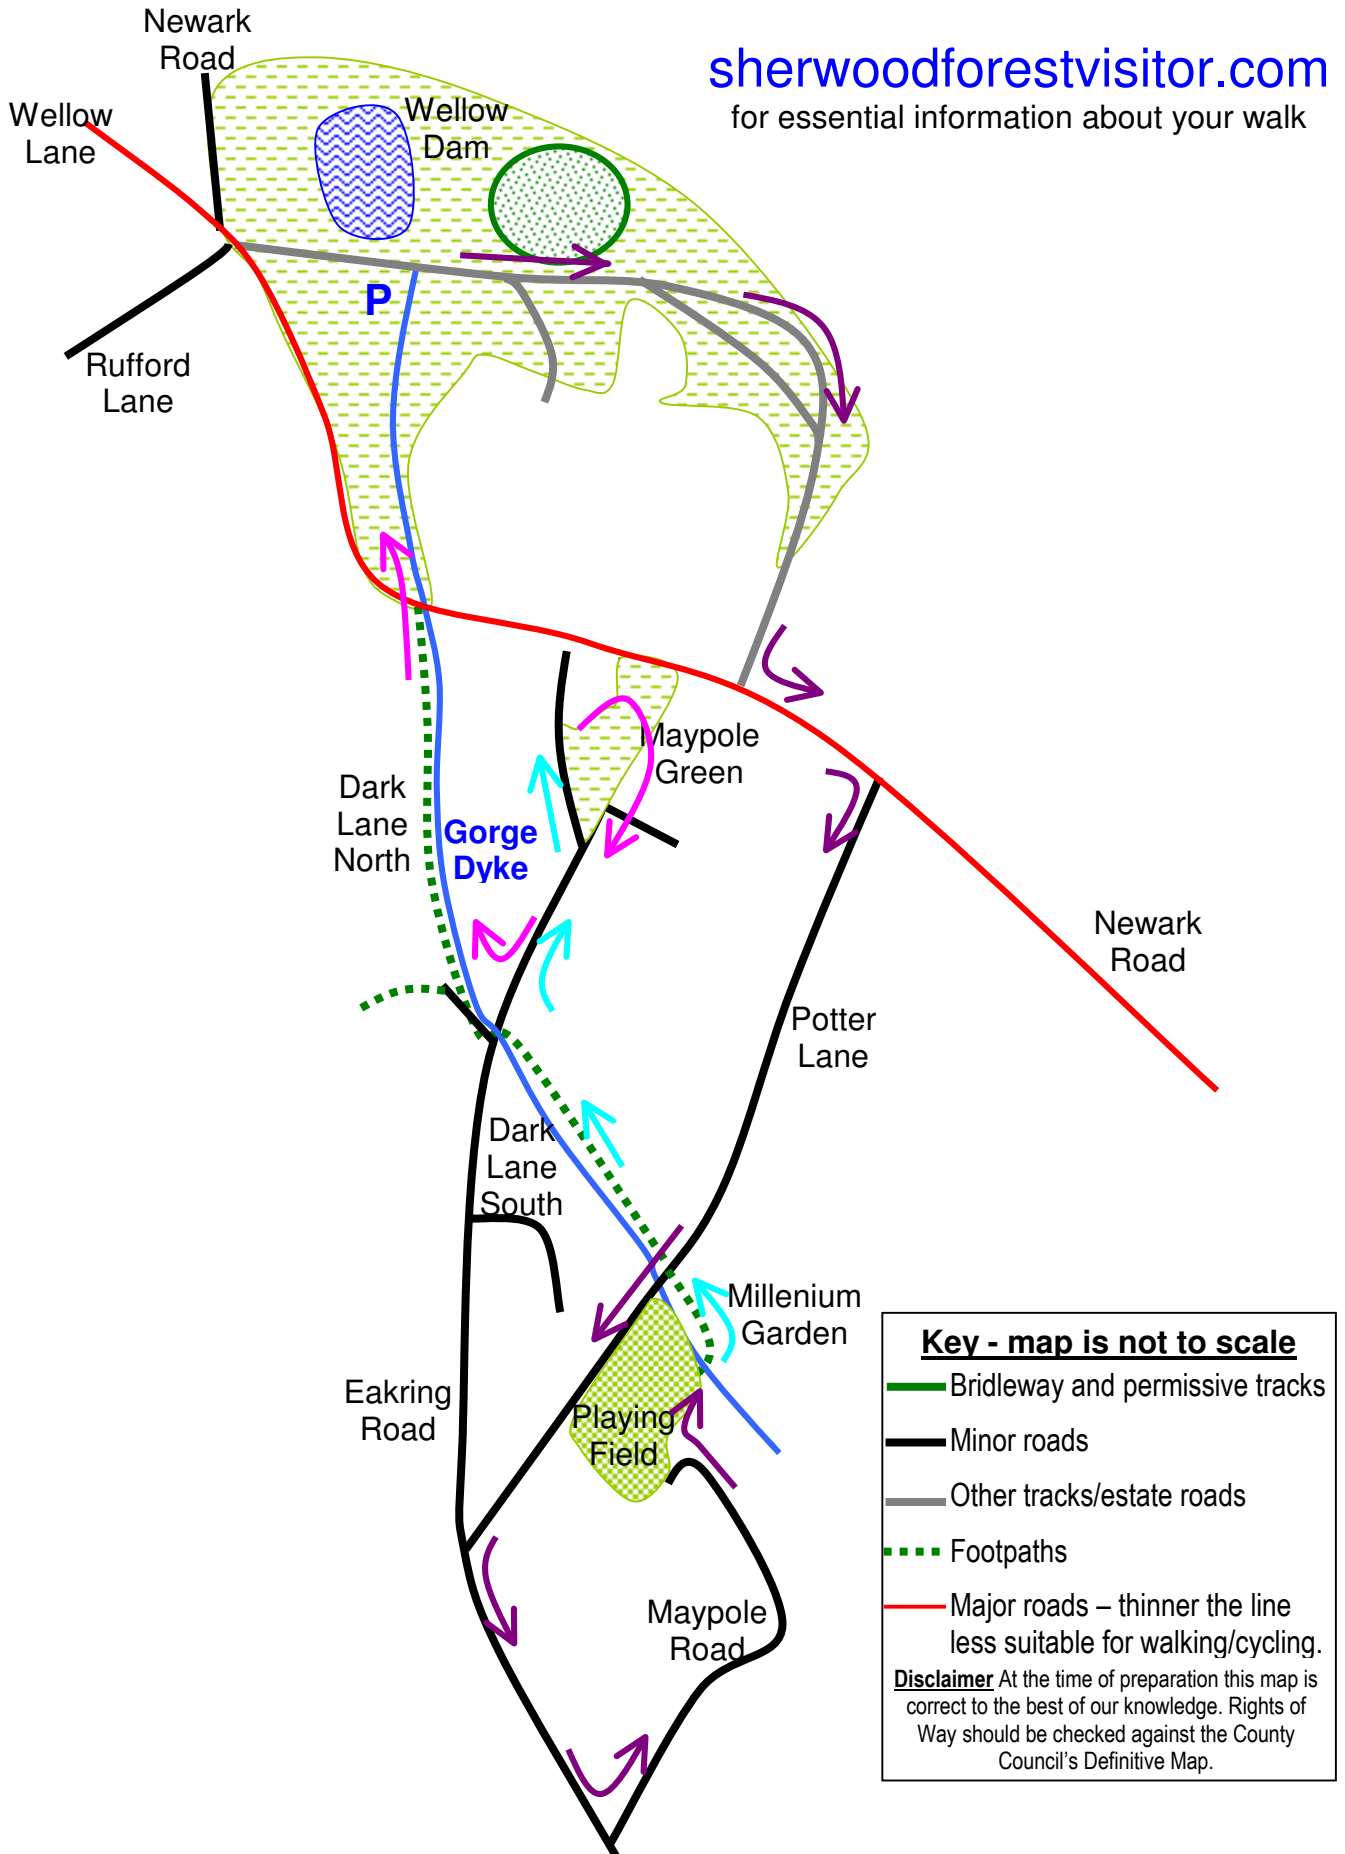 Newark
Road
sherwoodforestvisitor.com
for essential information about your walk
Wellow
Lane
Wellow
Dam
P
Rufford
Lane
Maypole
Green
Dark
Lane
North
Gorge
Dyke
Newark
Road
Potter
Lane
Dark
Lane
South
Millenium
Garden
Eakring
Road
Playing
Field
Maypole
Road
Key - map is not to scale
Bridleway and permissive tracks
Minor roads
Other tracks/estate roads
Footpaths
Major roads – thinner the line
less suitable for walking/cycling.
Disclaimer At the time of preparation this map is
correct to the best of our knowledge. Rights of
Way should be checked against the County
Council’s Definitive Map.